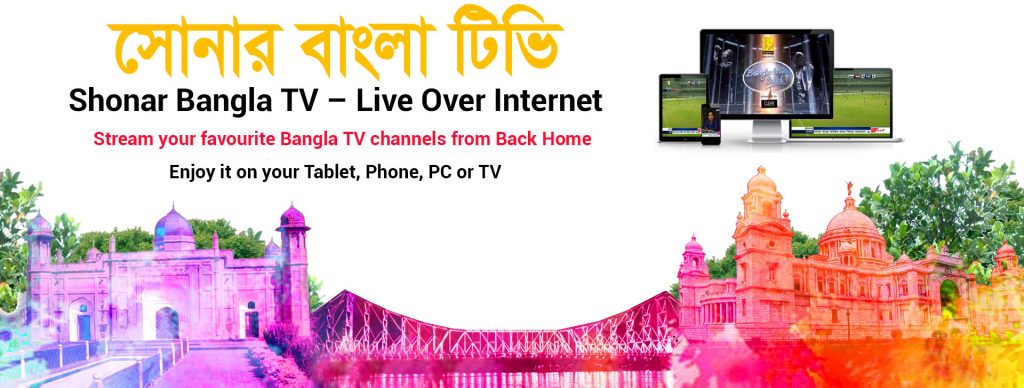 সোনার বাংলা টিভি
Shonar Bangla TV – Live Over Internet
Stream your favourite Bangla TV channels from Back Home
Enjoy it on your Tablet, Phone, PC or TV